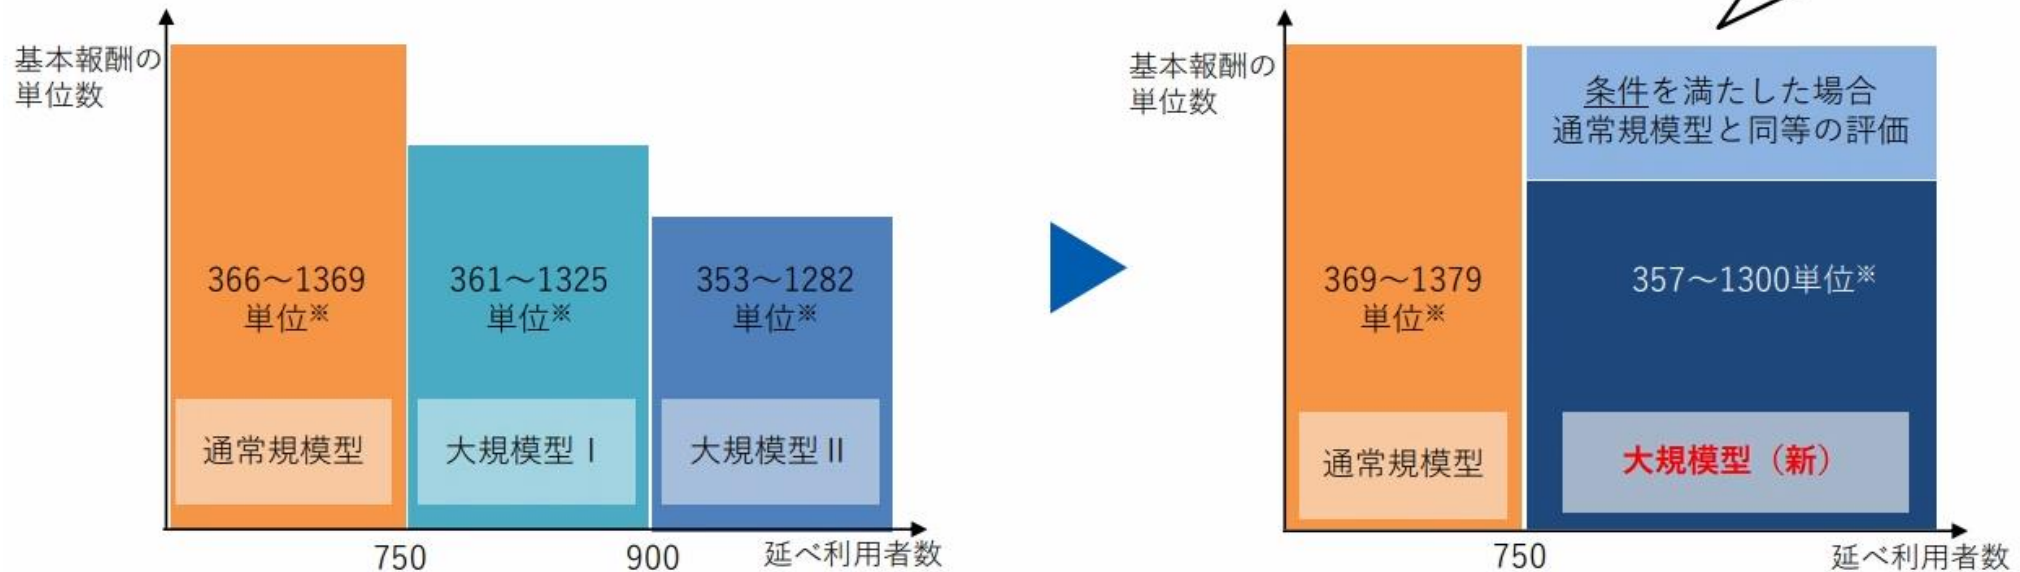 基本報酬の
単位数
366～1369
単位※
361～1325
単位※
353～1282
単位※
通常規模型
大規模型Ⅰ
大規模型Ⅱ
750
900
延べ利用者数
基本報酬の
単位数
条件を満たした場合
通常規模型と同等の評価
369～1379
単位※
357～1300単位※
通常規模型
大規模型（新）
750
延べ利用者数